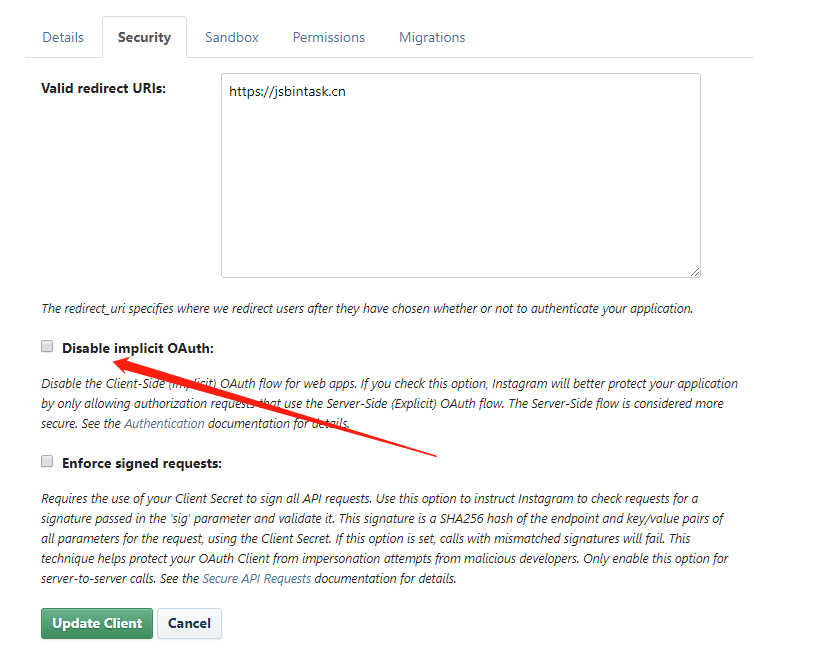 Details Security Sandbox Permissions Migrations
Valid redirect URIs: https://jsbintask.cn
The redirect_uri specifies where we redirect users after they have chosen whether or not to authenticate your application.
Disable implicit OAuth:
Disable the Client-Side (Implicit) OAuth flow for web apps. If you check this option, Instagram will better protect your application
by only allowing authorization requests that use the Server-Side (Explicit) OAuth flow. The Server-Side flow is considered more
secure. See the Authentication documentation for details.
Enforce signed requests:
Requires the use of your Client Secret to sign all API requests. Use this option to instruct Instagram to check requests for a
signature passed in the 'sig' parameter and validate it. This signature is a SHA256 hash of the endpoint and key/value pairs of
all parameters for the request, using the Client Secret. If this option is set, calls with mismatched signatures will fail. This
technique helps protect your OAuth Client from impersonation attempts from malicious developers. Only enable this option for
server-to-server calls. See the Secure API Requests documentation for details.
Update Client Cancel